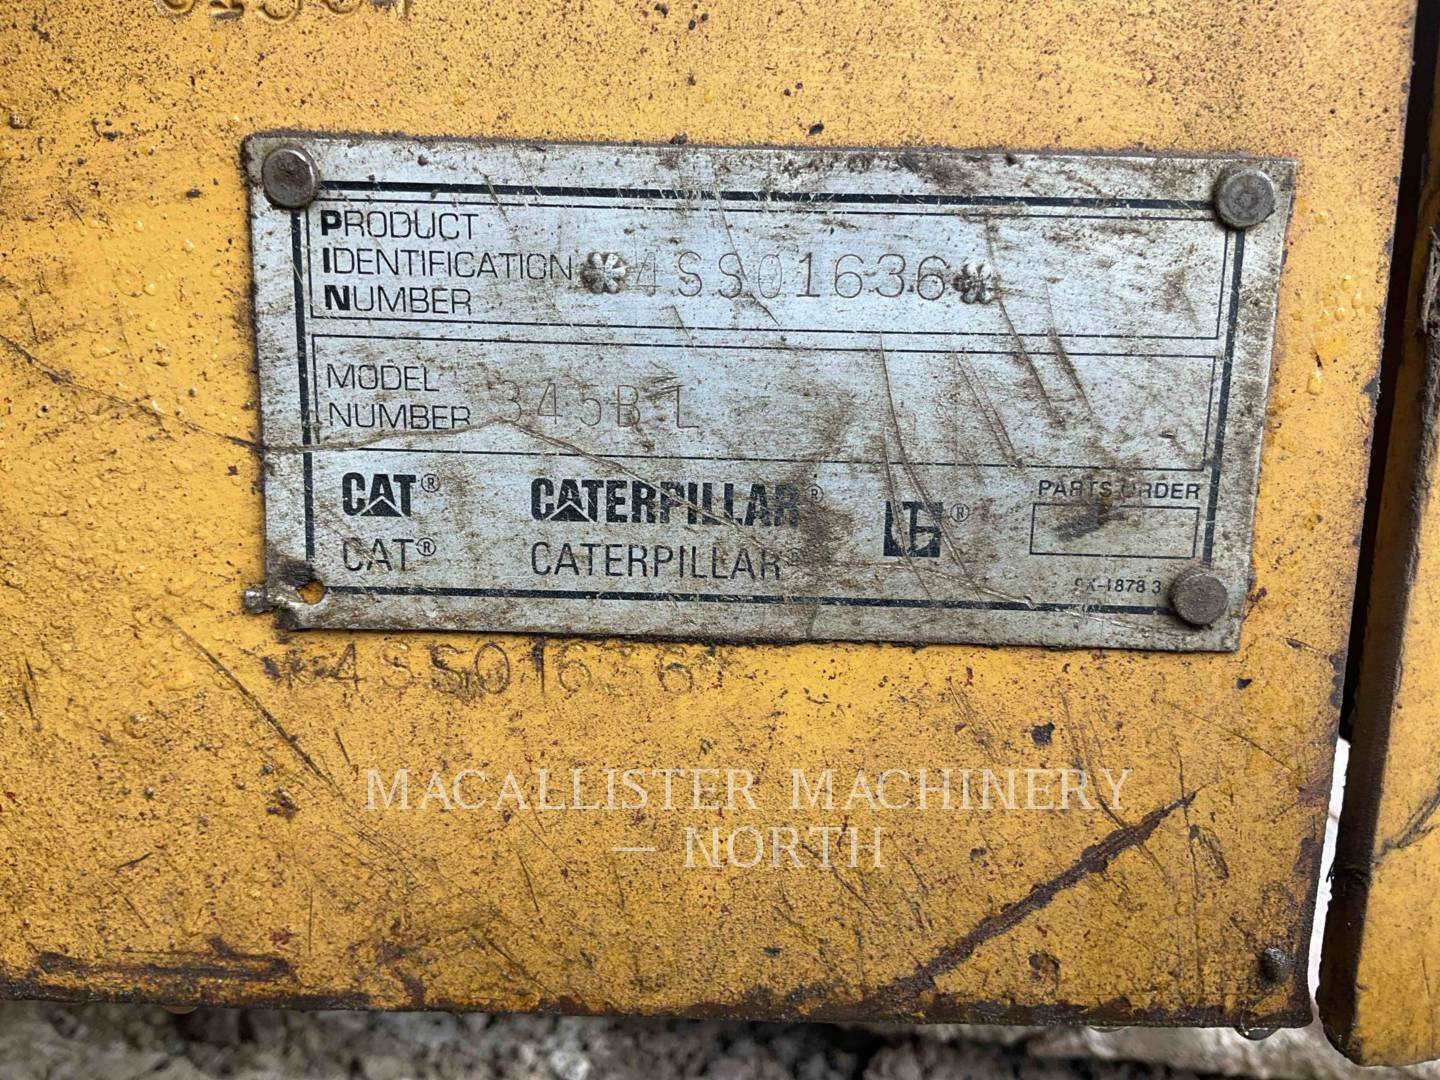 PRODUCT
IDENTIFICATION *4SS01636*
NUMBER
MODEL
NUMBER 345B L
CAT® CATERPILLAR® ®
PARTS ORDER
CAT® CATERPILLAR®
*4SS01636*
MACALLISTER MACHINERY
— NORTH